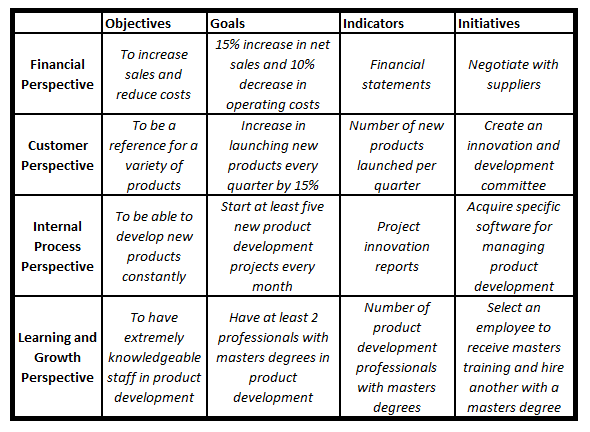 Objectives Goals Indicators Initiatives
Financial
Perspective
To increase
sales and
reduce costs
15% increase in net
sales and 10%
decrease in
operating costs
Financial
statements
Negotiate with
suppliers
Customer
Perspective
To be a
reference for a
variety of
products
Increase in
launching new
products every
quarter by 15%
Number of new
products
launched per
quarter
Create an
innovation and
development
committee
Internal
Process
Perspective
To be able to
develop new
products
constantly
Start at least five
new product
development
projects every
month
Project
innovation
reports
Acquire specific
software for
managing
product
development
Learning and
Growth
Perspective
To have
extremely
knowledgeable
staff in product
development
Have at least 2
professionals with
masters degrees in
product
development
Number of
product
development
professionals
with masters
degrees
Select an
employee to
receive masters
training and hire
another with a
masters degree